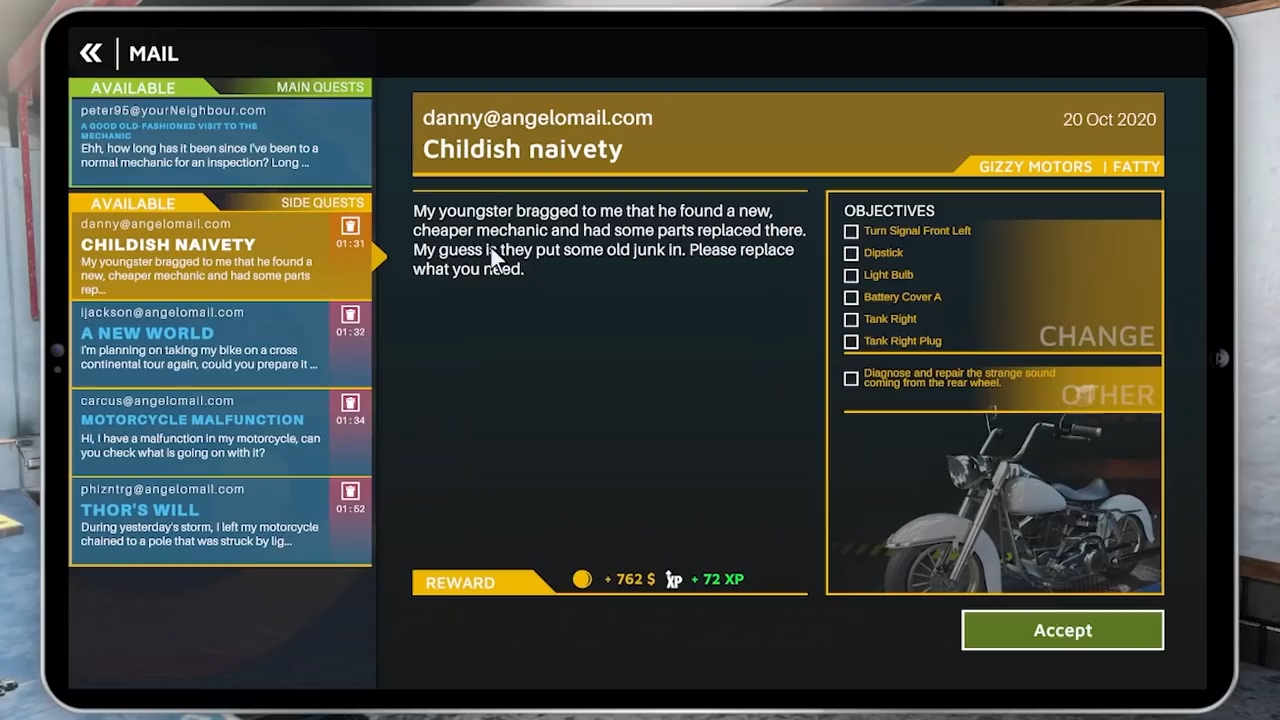 MAIL
AVAILABLE MAIN QUESTS
peter95@yourNeighbour.com
A GOOD OLD-FASHIONED VISIT TO THE
MECHANIC
Ehh, how long has it been since I've been to a
normal mechanic for an inspection? Long ...
AVAILABLE SIDE QUESTS
danny@angelomail.com
CHILDISH NAIVETY
01:31
My youngster bragged to me that he found a
new, cheaper mechanic and had some parts
rep...
ijackson@angelomail.com
A NEW WORLD
01:32
I'm planning on taking my bike on a cross
continental tour again, could you prepare it ...
carcus@angelomail.com
MOTORCYCLE MALFUNCTION
01:34
Hi, I have a malfunction in my motorcycle, can
you check what is going on with it?
phlzntrg@angelomail.com
THOR'S WILL
01:52
During yesterday's storm, I left my motorcycle
chained to a pole that was struck by lig...
danny@angelomail.com
20 Oct 2020
Childish naivety
GIZZY MOTORS | FATTY
My youngster bragged to me that he found a new,
cheaper mechanic and had some parts replaced there.
My guess is they put some old junk in. Please replace
what you need.
REWARD + 762 $ XP + 72 XP
OBJECTIVES
Turn Signal Front Left
Dipstick
Light Bulb
Battery Cover A
Tank Right
Tank Right Plug
CHANGE
Diagnose and repair the strange sound
coming from the rear wheel.
OTHER
Accept